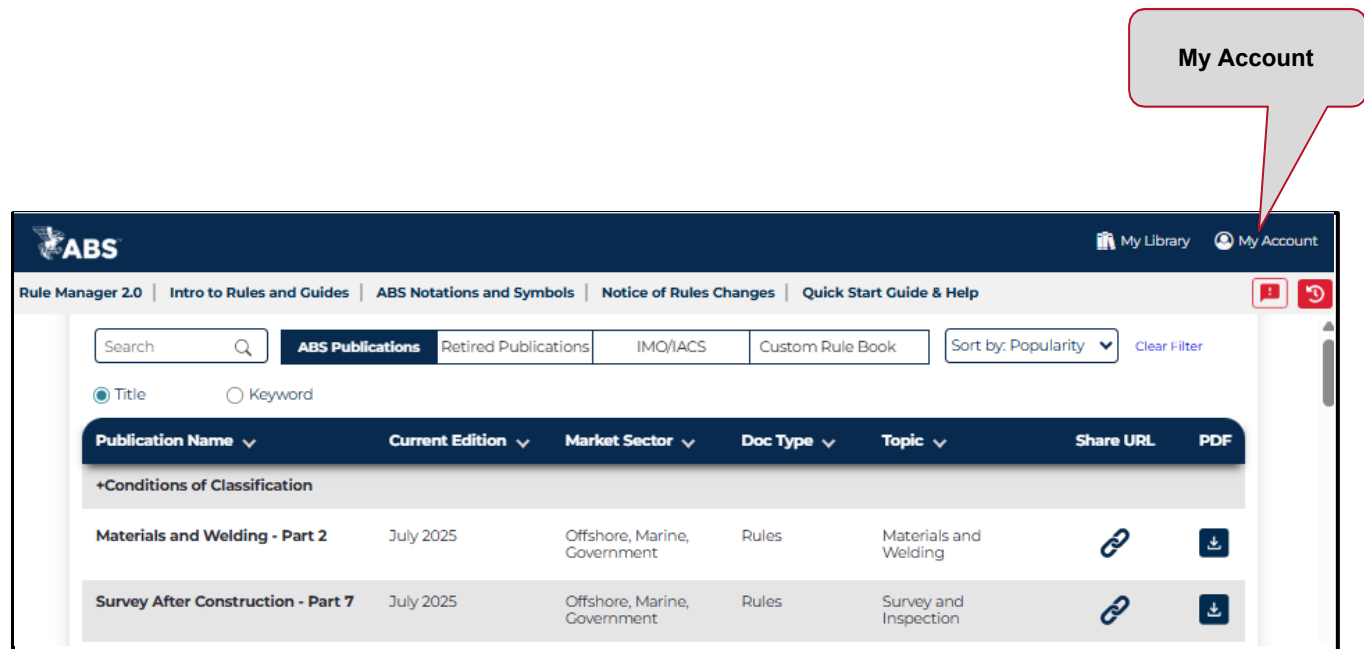 My Account
ABS
My Library
My Account
Rule Manager 2.0 | Intro to Rules and Guides | ABS Notations and Symbols | Notice of Rules Changes | Quick Start Guide & Help
Search
ABS Publications
Retired Publications
IMO/IACS
Custom Rule Book
Sort by: Popularity
Clear Filter
Title
Keyword
Publication Name
Current Edition
Market Sector
Doc Type
Topic
Share URL
PDF
+Conditions of Classification
Materials and Welding - Part 2
July 2025
Offshore, Marine,
Government
Rules
Materials and
Welding
Survey After Construction - Part 7
July 2025
Offshore, Marine,
Government
Rules
Survey and
Inspection